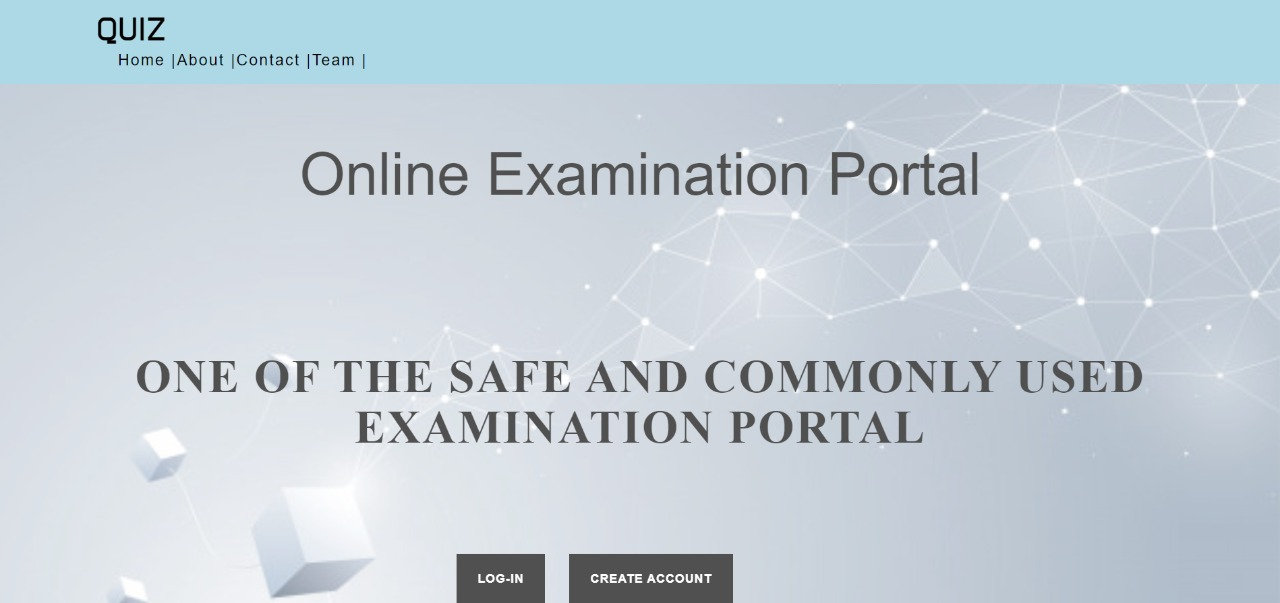 QUIZ
Home |About |Contact |Team |
Online Examination Portal
ONE OF THE SAFE AND COMMONLY USED
EXAMINATION PORTAL
LOG-IN CREATE ACCOUNT